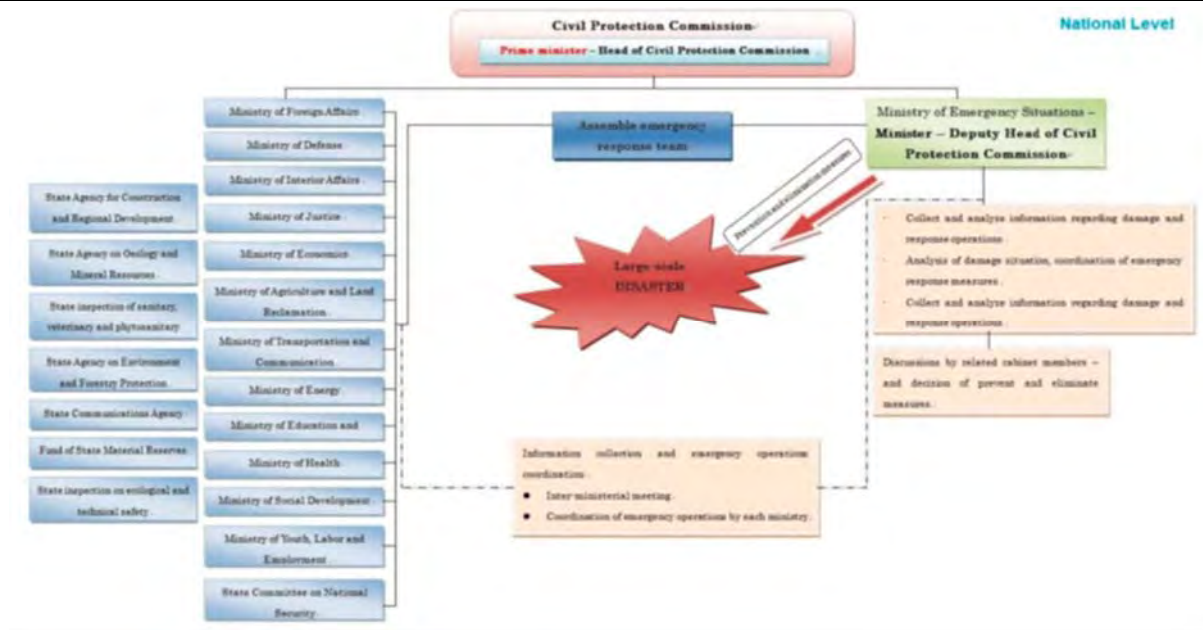 Civil Protection Commission
Prime minister – Head of Civil Protection Commission
National Level
Ministry of Foreign Affairs
Ministry of Defense
Ministry of Interior Affairs
Ministry of Justice
Ministry of Economics
Ministry of Agriculture and Land
Reclamation
Ministry of Transportation and
Communication
Ministry of Energy
Ministry of Education and
Ministry of Health
Ministry of Social Development
Ministry of Youth, Labor and
Employment
State Committee on National
Security
State Agency for Construction
and Regional Development
State Agency on Geology and
Mineral Resources
State inspection of sanitary,
veterinary and phytosanitary
State Agency on Environment
and Forestry Protection
State Communications Agency
Fund of State Material Reserves
State inspection on ecological and
technical safety
Assemble emergency
response team
Ministry of Emergency Situations –
Minister – Deputy Head of Civil
Protection Commission
Prevention and
Large-scale
DISASTER
- Collect and analyze information regarding damage and
response operations
- Analysis of damage situation, coordination of emergency
response measures
- Collect and analyze information regarding damage and
response operations
Discussions by related cabinet members –
and decision of prevent and eliminate
measures
Information collection and emergency operations
coordination
● Inter ministerial meeting
● Coordination of emergency operations by each ministry